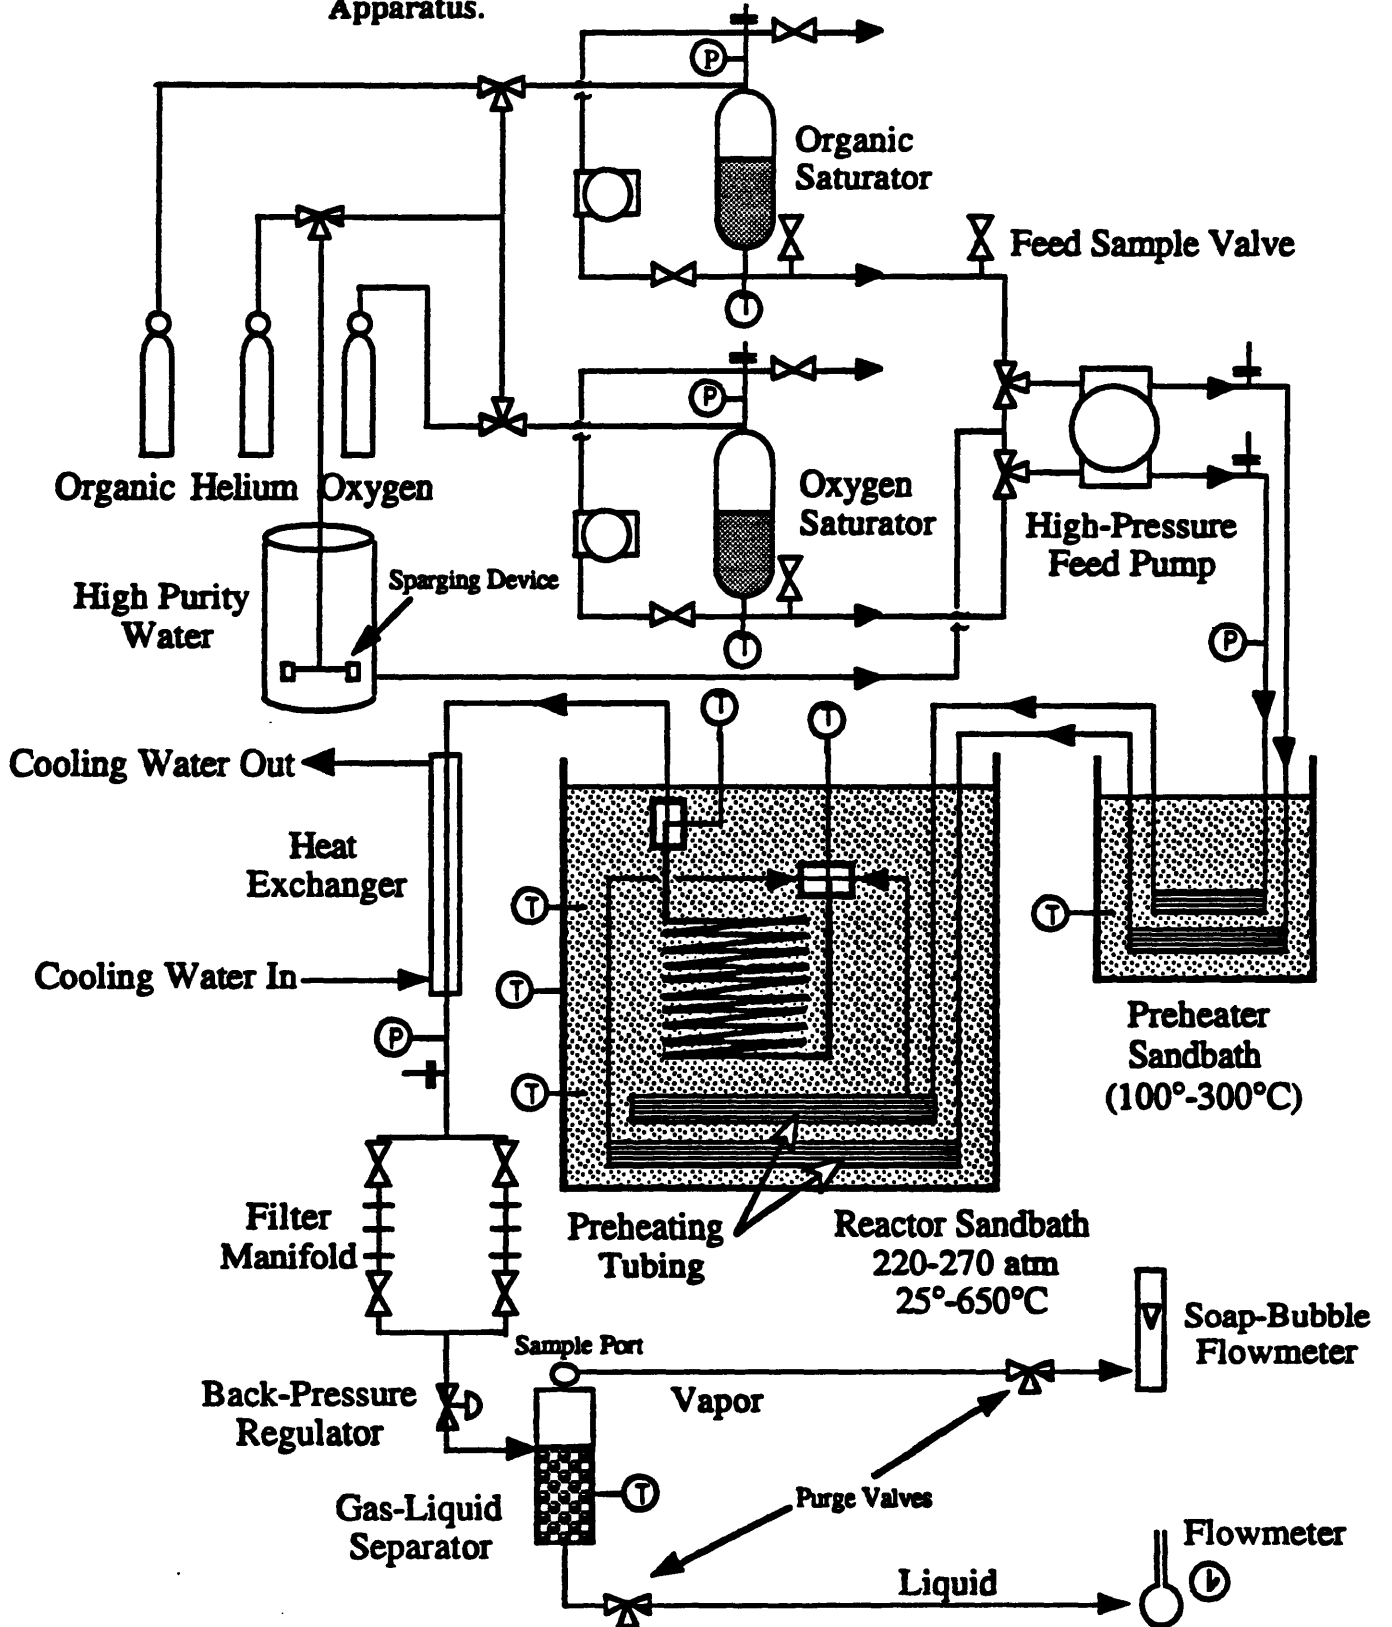 Apparatus.
P
Organic
Saturator
Feed Sample Valve
T
P
Organic Helium Oxygen
Oxygen
Saturator
High-Pressure
Feed Pump
T
High Purity
Water
Sparging Device
P
T
T
Cooling Water Out
Heat
Exchanger
T
T
T
T
Cooling Water In
P
Preheater
Sandbath
(100°-300°C)
Filter
Manifold
Preheating
Tubing
Reactor Sandbath
220-270 atm
25°-650°C
Sample Port
Vapor
Soap-Bubble
Flowmeter
Back-Pressure
Regulator
Gas-Liquid
Separator
T
Purge Valves
Liquid
Flowmeter